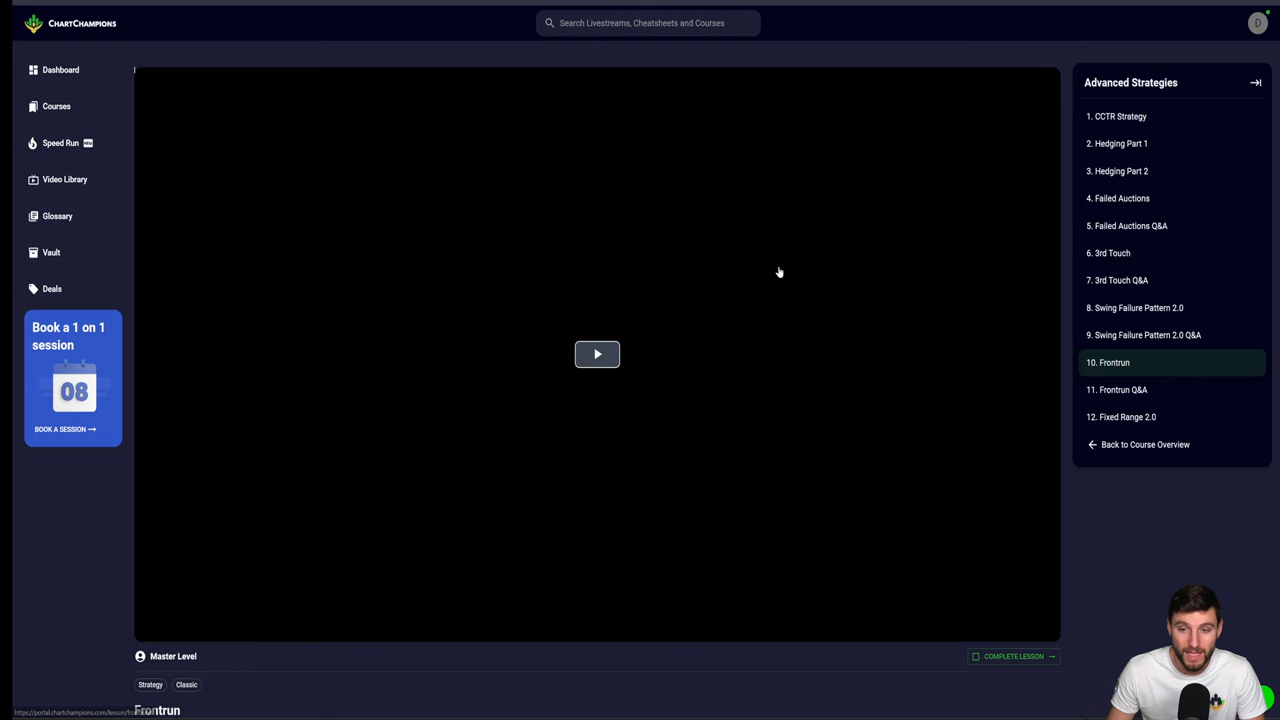 ChartChampions
Search Livestreams, Cheatsheets and Courses
D
Dashboard
Courses
Speed Run NEW
Video Library
Glossary
Vault
Deals
Book a 1 on 1
session
08
BOOK A SESSION →
Advanced Strategies
1. CCTR Strategy
2. Hedging Part 1
3. Hedging Part 2
4. Failed Auctions
5. Failed Auctions Q&A
6. 3rd Touch
7. 3rd Touch Q&A
8. Swing Failure Pattern 2.0
9. Swing Failure Pattern 2.0 Q&A
10. Frontrun
11. Frontrun Q&A
12. Fixed Range 2.0
← Back to Course Overview
Master Level
COMPLETE LESSON →
Strategy
Classic
Frontrun